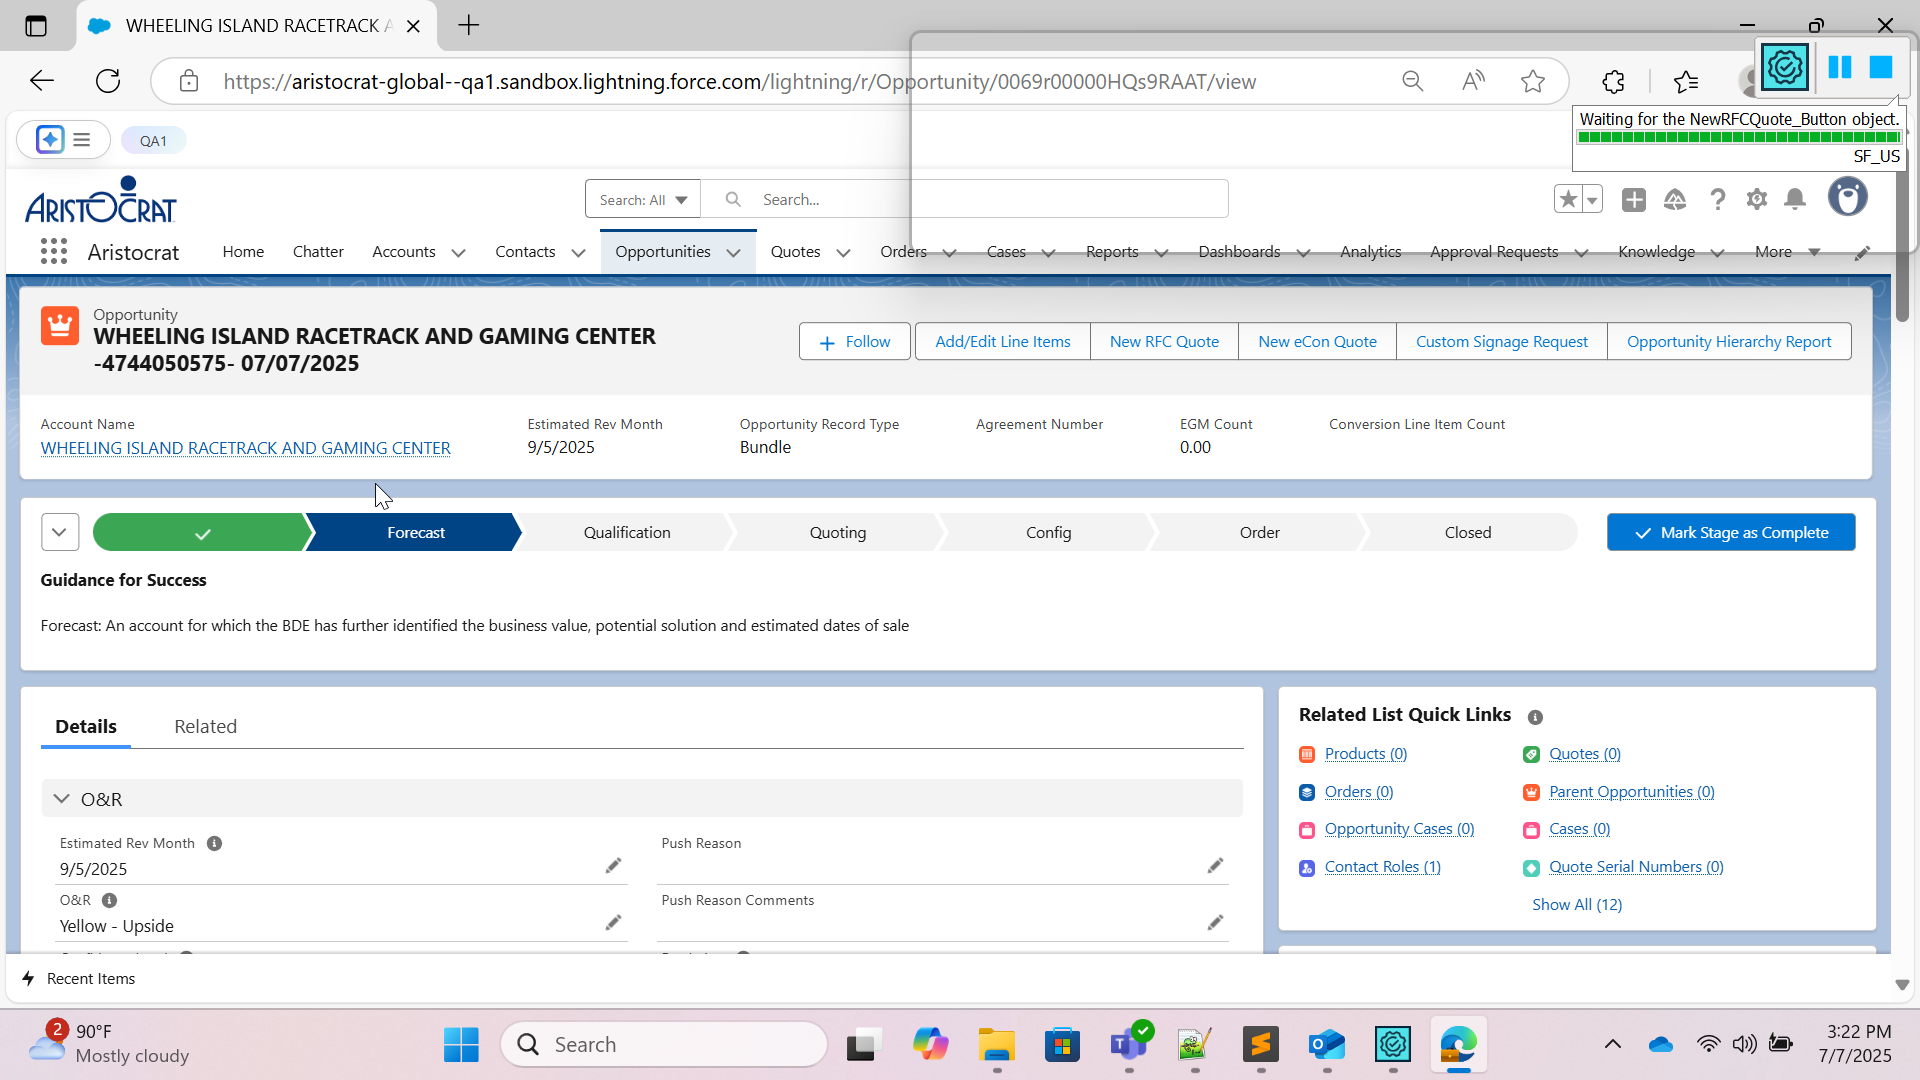 WHEELING ISLAND RACETRACK A
https://aristocrat-global--qa1.sandbox.lightning.force.com/lightning/r/Opportunity/0069r00000HQs9RAAT/view
Waiting for the NewRFCQuote_Button object.
SF_US
QA1
ARISTOCRAT
Search: All
Search...
Aristocrat
Home
Chatter
Accounts
Contacts
Opportunities
Quotes
Orders
Cases
Reports
Dashboards
Analytics
Approval Requests
Knowledge
More
Opportunity
WHEELING ISLAND RACETRACK AND GAMING CENTER
-4744050575- 07/07/2025
Follow
Add/Edit Line Items
New RFC Quote
New eCon Quote
Custom Signage Request
Opportunity Hierarchy Report
Account Name
Estimated Rev Month
Opportunity Record Type
Agreement Number
EGM Count
Conversion Line Item Count
WHEELING ISLAND RACETRACK AND GAMING CENTER
9/5/2025
Bundle
0.00
Forecast
Qualification
Quoting
Config
Order
Closed
Mark Stage as Complete
Guidance for Success
Forecast: An account for which the BDE has further identified the business value, potential solution and estimated dates of sale
Details
Related
O&R
Estimated Rev Month
9/5/2025
Push Reason
O&R
Yellow - Upside
Push Reason Comments
Related List Quick Links
Products (0)
Quotes (0)
Orders (0)
Parent Opportunities (0)
Opportunity Cases (0)
Cases (0)
Contact Roles (1)
Quote Serial Numbers (0)
Show All (12)
Recent Items
2
90°F
Mostly cloudy
Search
3:22 PM
7/7/2025